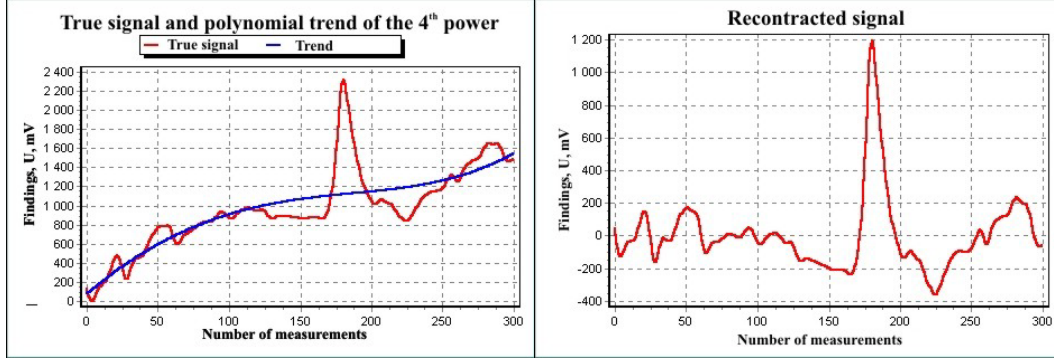 True signal and polynomial trend of the 4th power
True signal Trend
Findings, U, mV
2 400
2 200
2 000
1 800
1 600
1 400
1 200
1 000
800
600
400
200
0
0 50 100 150 200 250 300
Number of measurements
Recontracted signal
Findings, U, mV
1 200
1 000
800
600
400
200
0
-200
-400
0 50 100 150 200 250 300
Number of measurements